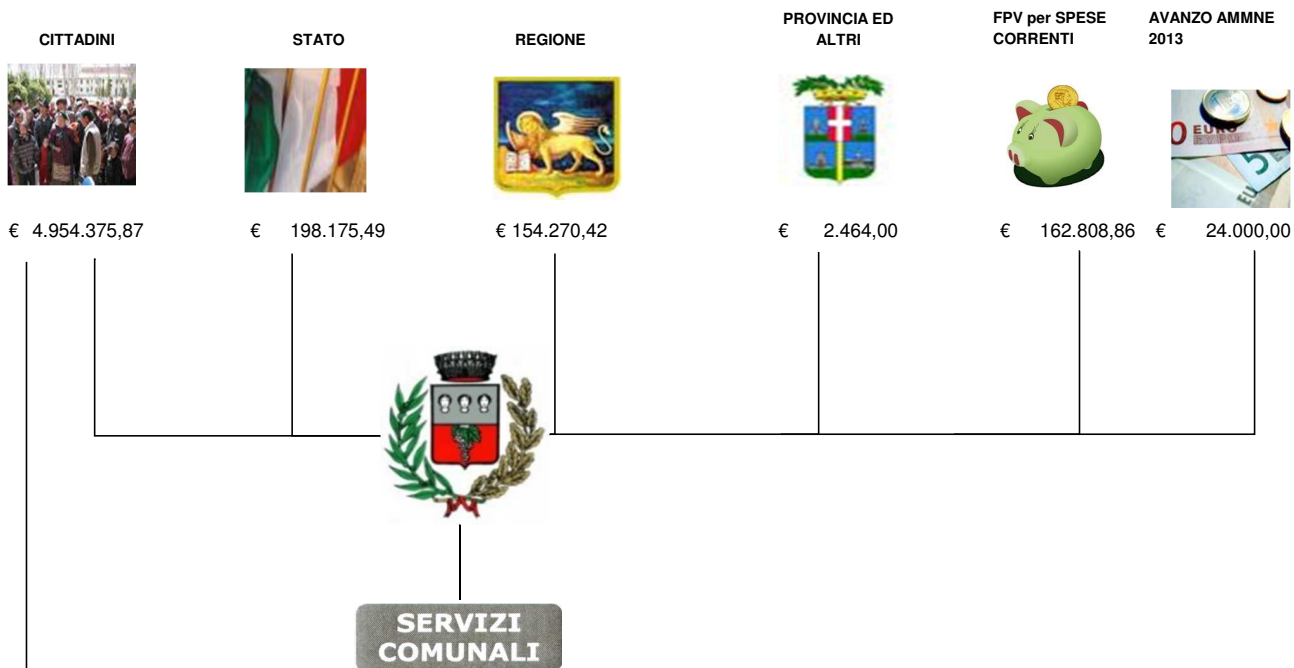 CITTADINI
STATO
REGIONE
PROVINCIA ED
ALTRI
FPV per SPESE
CORRENTI
AVANZO AMMNE
2013
€ 4.954.375,87
€ 198.175,49
€ 154.270,42
€ 2.464,00
€ 162.808,86
€ 24.000,00
EURO
SERVIZI
COMUNALI